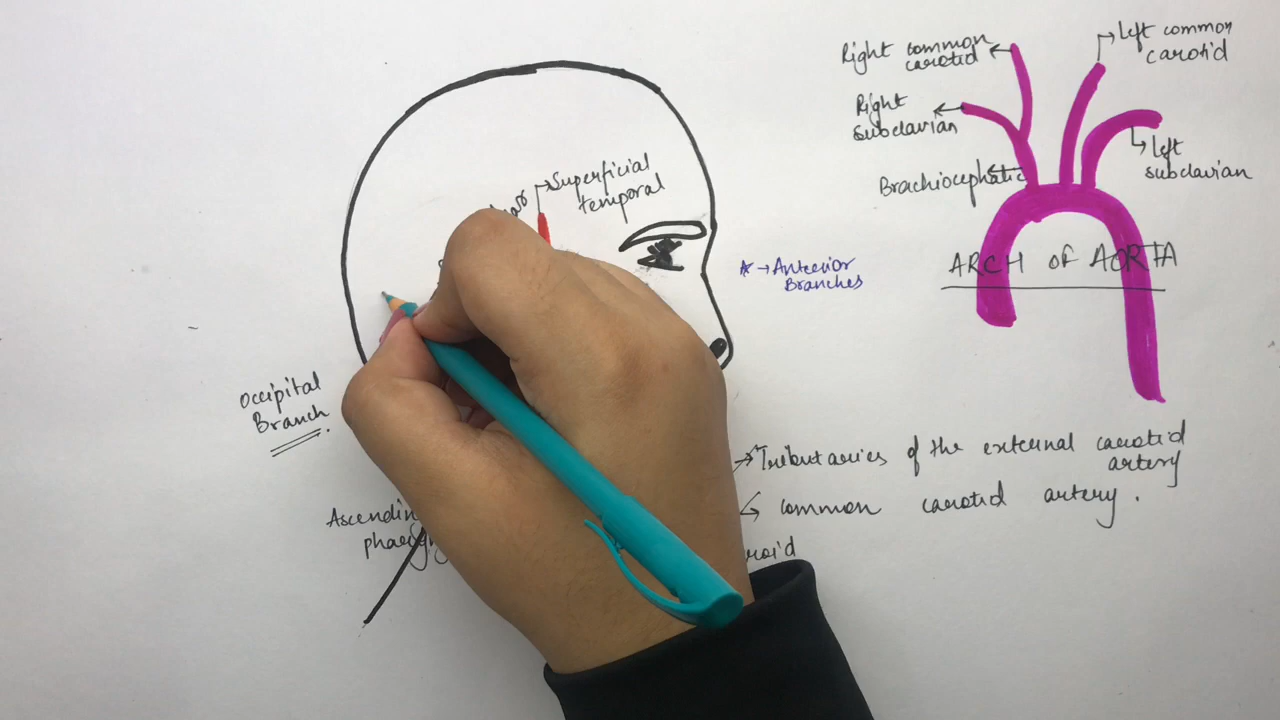 Right common
carotid
Left common
carotid
Right
subclavian
Left
subclavian
Brachiocephalic
ARCH OF AORTA
Superficial
temporal
* → Anterior
Branches
Occipital
Branch
→ Tributaries of the external carotid
artery
common carotid artery.